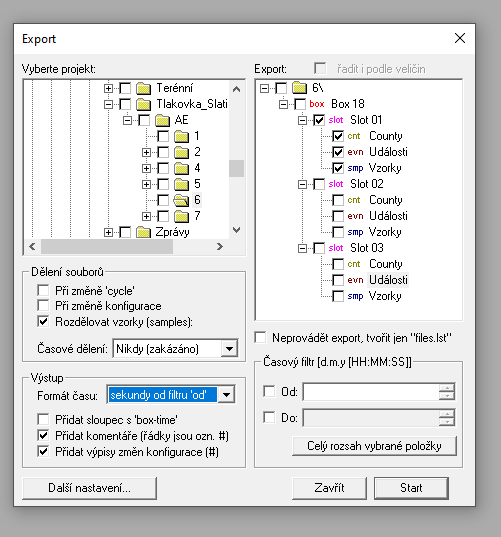 Export
Vyberte projekt:
Terénní
Tlakovka_Slati
AE
1
2
4
5
6
7
Zprávy
Dělení souborů
Při změně 'cycle'
Při změně konfigurace
Rozdělovat vzorky (samples):
Časové dělení: Nikdy (zakázáno)
Výstup
Formát času: sekundy od filtru 'od'
Přidat sloupec s 'box-time'
Přidat komentáře (řádky jsou ozn. #)
Přidat výpisy změn konfigurace (#)
Další nastavení...
Export: řadit i podle veličin
6\
box Box 18
slot Slot 01
cnt County
evn Události
smp Vzorky
slot Slot 02
cnt County
evn Události
smp Vzorky
slot Slot 03
cnt County
evn Události
smp Vzorky
Neprovádět export, tvořit jen "files.lst"
Časový filtr [d.m.y [HH:MM:SS]]
Od:
Do:
Celý rozsah vybrané položky
Zavřít
Start